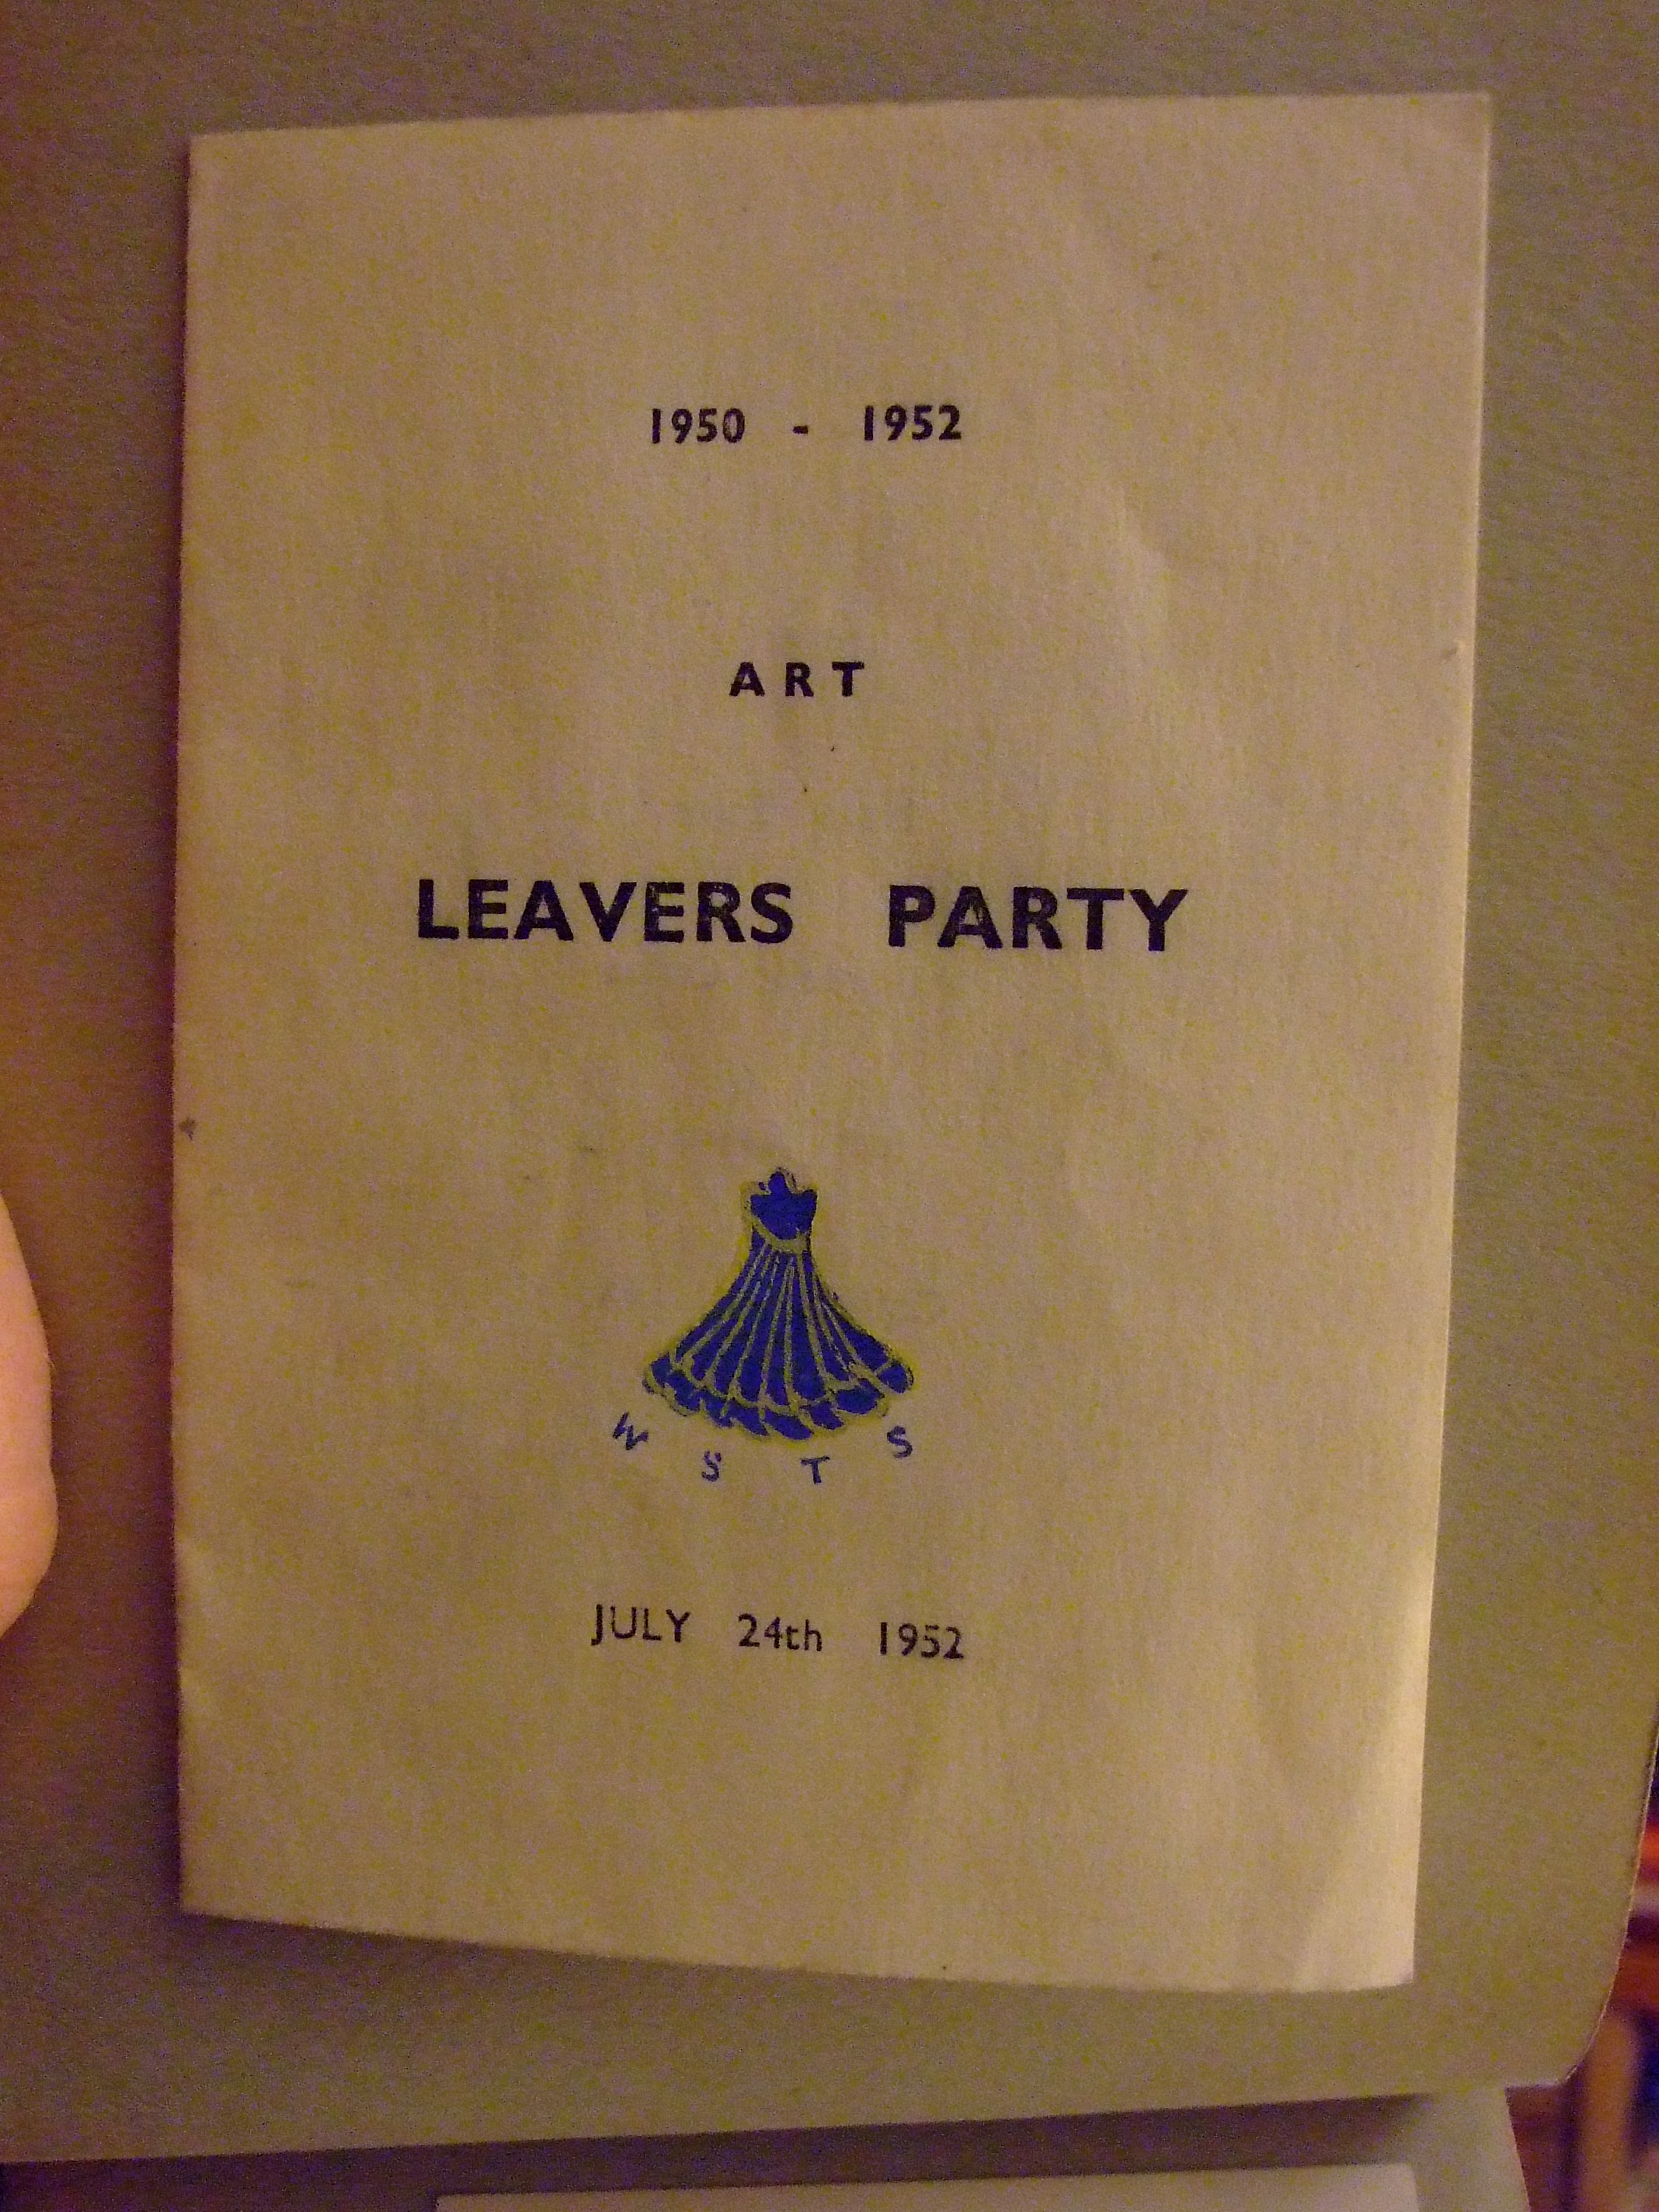 1950 - 1952
ART
LEAVERS PARTY
W S T S
JULY 24th 1952